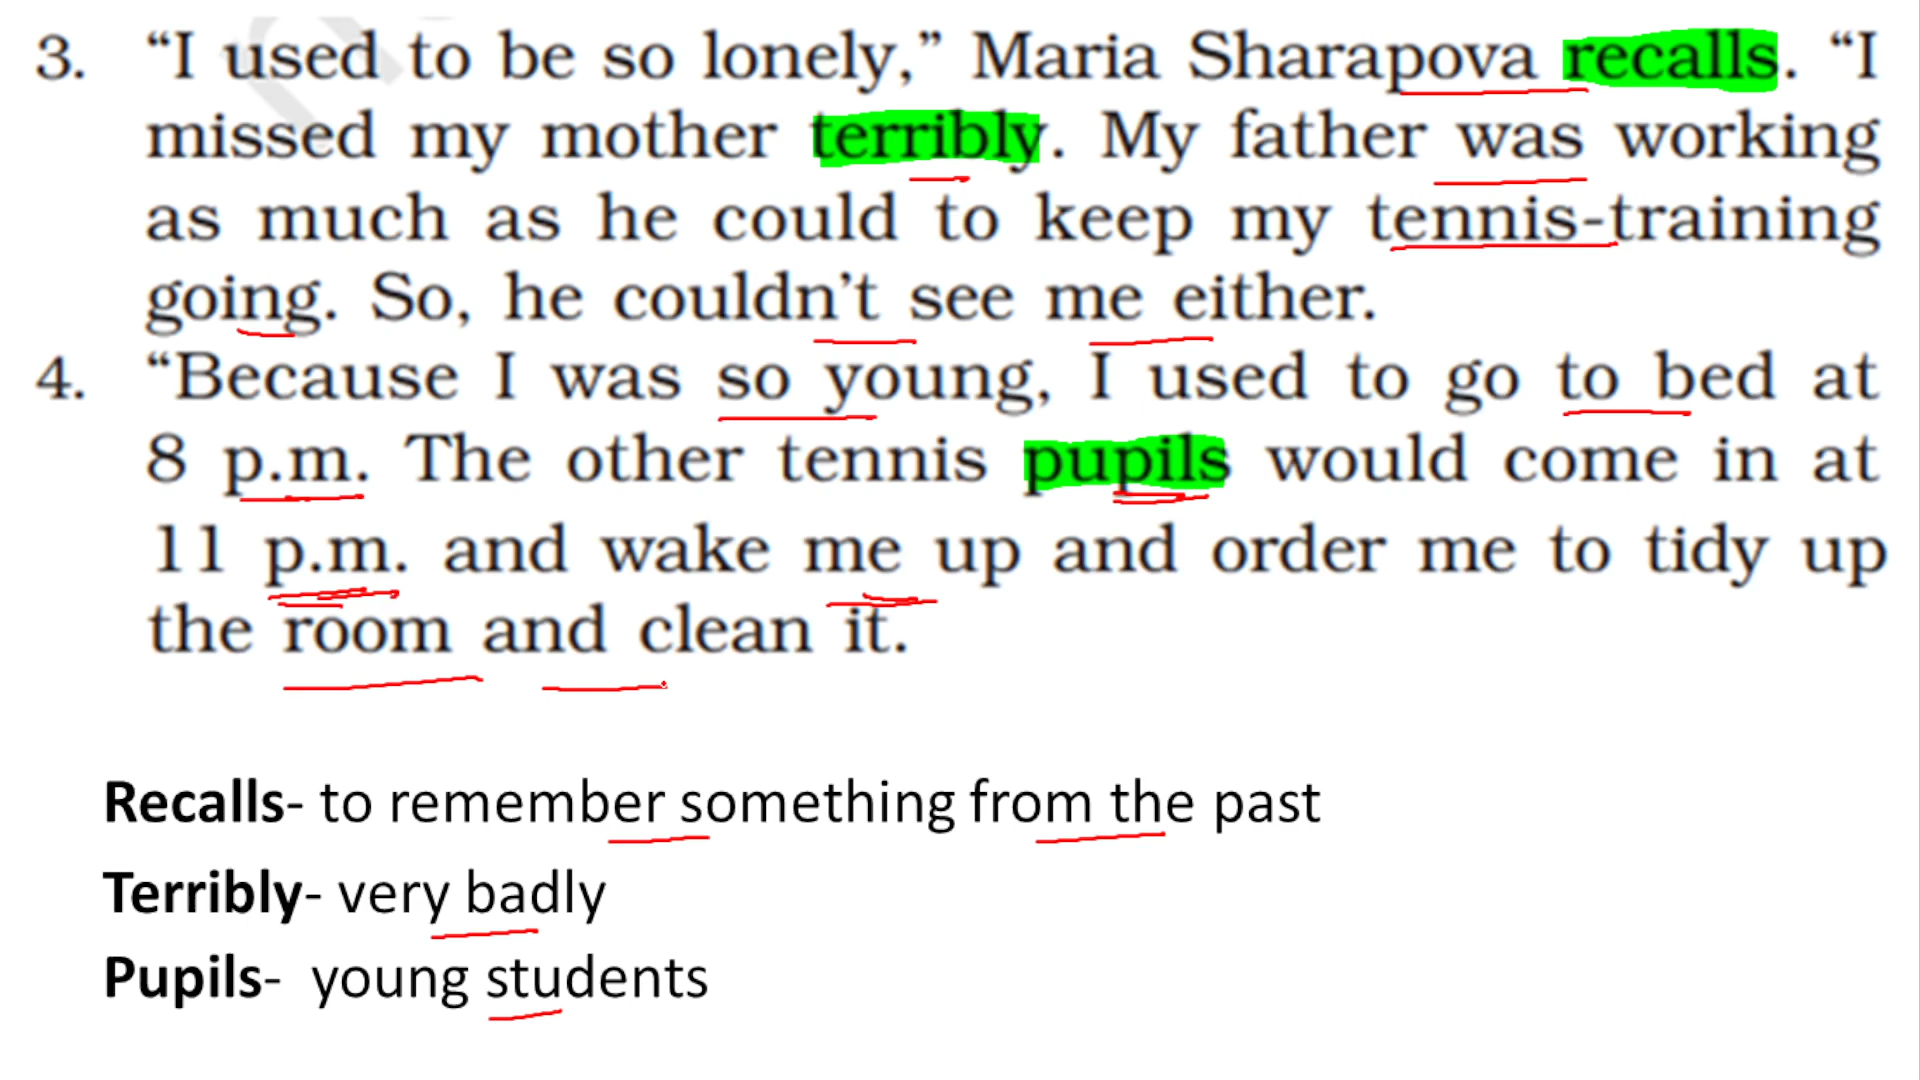 3. “I used to be so lonely,” Maria Sharapova recalls. “I
missed my mother terribly. My father was working
as much as he could to keep my tennis-training
going. So, he couldn’t see me either.
4. “Because I was so young, I used to go to bed at
8 p.m. The other tennis pupils would come in at
11 p.m. and wake me up and order me to tidy up
the room and clean it.
Recalls- to remember something from the past
Terribly- very badly
Pupils- young students